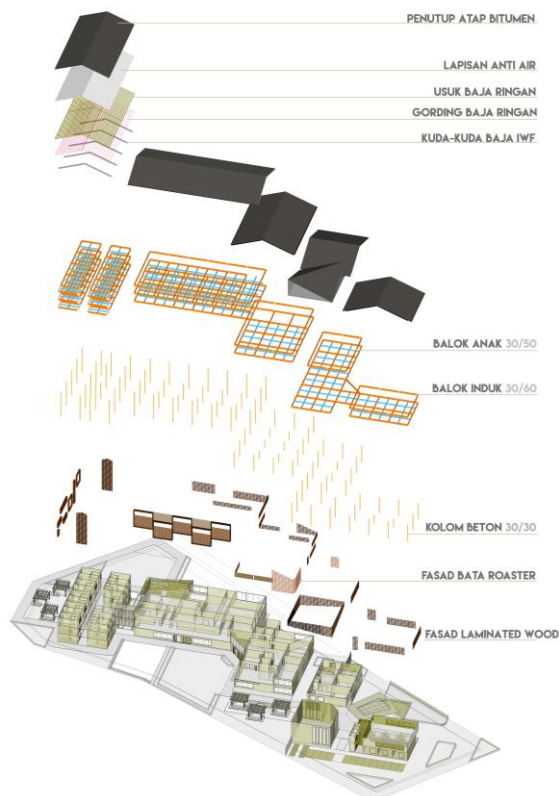 PENUTUP ATAP BITUMEN
LAPISAN ANTI AIR
USUK BAJA RINGAN
GORDING BAJA RINGAN
KUDA-KUDA BAJA IWF
BALOK ANAK 30/50
BALOK INDUK 30/60
KOLOM BETON 30/30
FASAD BATA ROASTER
FASAD LAMINATED WOOD